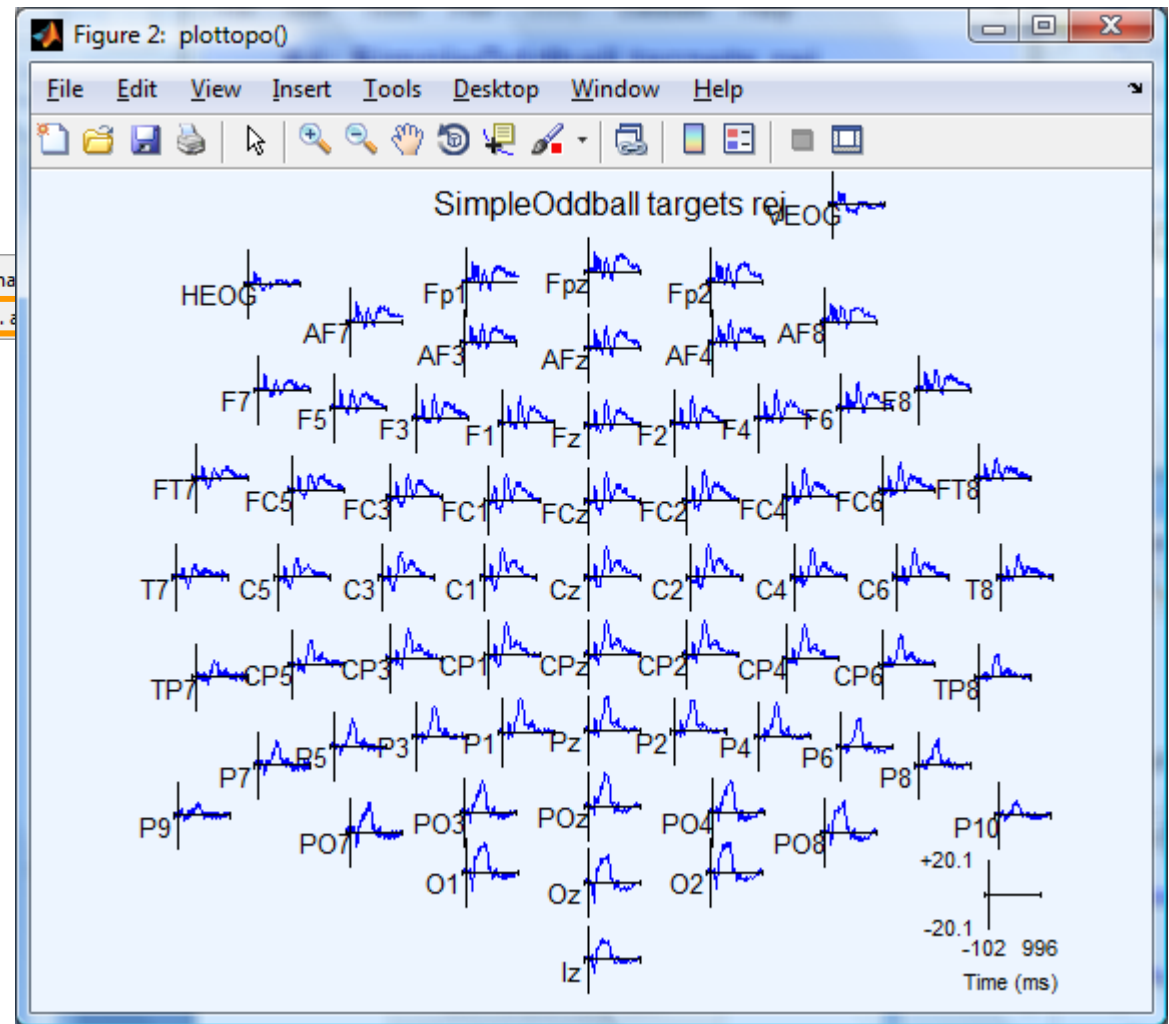 Figure 2: plottopo()
File Edit View Insert Tools Desktop Window Help
SimpleOddball targets rej
VEOG
HEOG Fp1 Fpz Fp2
AF7 AF3 AFz AF4 AF8
F7 F5 F3 F1 Fz F2 F4 F6 F8
FT7 FC5 FC3 FC1 FCz FC2 FC4 FC6 FT8
T7 C5 C3 C1 Cz C2 C4 C6 T8
TP7 CP5 CP3 CP1 CPz CP2 CP4 CP6 TP8
P7 P5 P3 P1 Pz P2 P4 P6 P8
P9 PO7 PO3 POz PO4 PO8 P10
O1 Oz O2
+20.1
-20.1
-102 996
Time (ms)
Iz